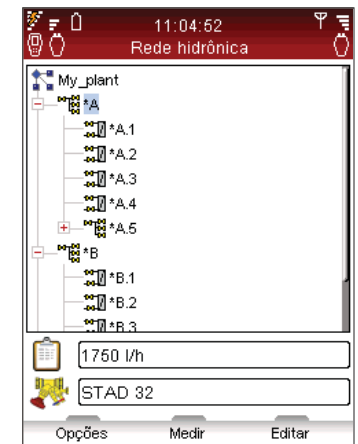 11:04:52
Rede hidrônica
My_plant
*A
*A.1
*A.2
*A.3
*A.4
*A.5
*B
*B.1
*B.2
*B.3
1750 l/h
STAD 32
Opções Medir Editar